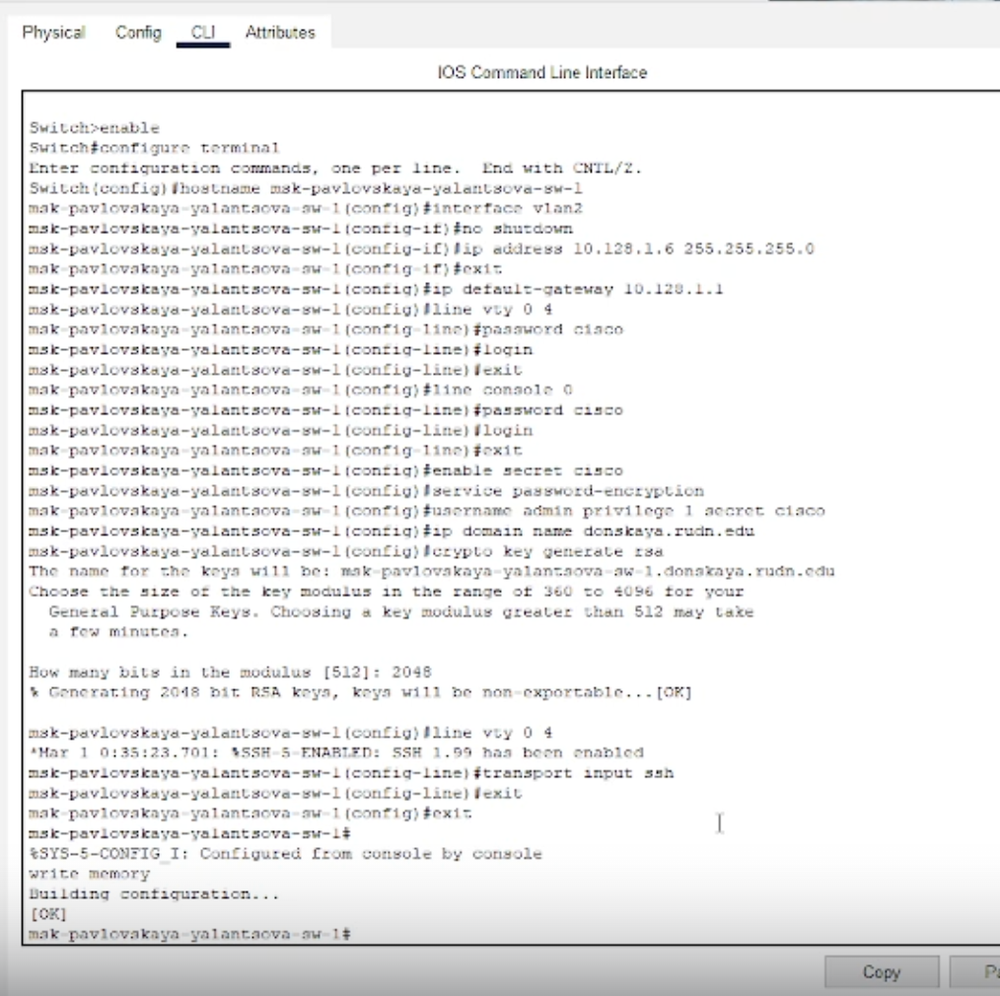 Physical Config CLI Attributes
IOS Command Line Interface
Switch>enable
Switch#configure terminal
Enter configuration commands, one per line. End with CNTL/Z.
Switch(config)#hostname msk-pavlovskaya-yalantsova-sw-1
msk-pavlovskaya-yalantsova-sw-1(config)#interface vlan2
msk-pavlovskaya-yalantsova-sw-1(config-if)#no shutdown
msk-pavlovskaya-yalantsova-sw-1(config-if)#ip address 10.128.1.6 255.255.255.0
msk-pavlovskaya-yalantsova-sw-1(config-if)#exit
msk-pavlovskaya-yalantsova-sw-1(config)#ip default-gateway 10.128.1.1
msk-pavlovskaya-yalantsova-sw-1(config)#line vty 0 4
msk-pavlovskaya-yalantsova-sw-1(config-line)#password cisco
msk-pavlovskaya-yalantsova-sw-1(config-line)#login
msk-pavlovskaya-yalantsova-sw-1(config-line)#exit
msk-pavlovskaya-yalantsova-sw-1(config)#line console 0
msk-pavlovskaya-yalantsova-sw-1(config-line)#password cisco
msk-pavlovskaya-yalantsova-sw-1(config-line)#login
msk-pavlovskaya-yalantsova-sw-1(config-line)#exit
msk-pavlovskaya-yalantsova-sw-1(config)#enable secret cisco
msk-pavlovskaya-yalantsova-sw-1(config)#service password-encryption
msk-pavlovskaya-yalantsova-sw-1(config)#username admin privilege 1 secret cisco
msk-pavlovskaya-yalantsova-sw-1(config)#ip domain name donskaya.rudn.edu
msk-pavlovskaya-yalantsova-sw-1(config)#crypto key generate rsa
The name for the keys will be: msk-pavlovskaya-yalantsova-sw-1.donskaya.rudn.edu
Choose the size of the key modulus in the range of 360 to 4096 for your
General Purpose Keys. Choosing a key modulus greater than 512 may take
a few minutes.
How many bits in the modulus [512]: 2048
% Generating 2048 bit RSA keys, keys will be non-exportable...[OK]
msk-pavlovskaya-yalantsova-sw-1(config)#line vty 0 4
*Mar 1 0:35:23.701: %SSH-5-ENABLED: SSH 1.99 has been enabled
msk-pavlovskaya-yalantsova-sw-1(config-line)#transport input ssh
msk-pavlovskaya-yalantsova-sw-1(config-line)#exit
msk-pavlovskaya-yalantsova-sw-1(config)#exit
msk-pavlovskaya-yalantsova-sw-1#
%SYS-5-CONFIG_I: Configured from console by console
write memory
Building configuration...
[OK]
msk-pavlovskaya-yalantsova-sw-1#
Copy